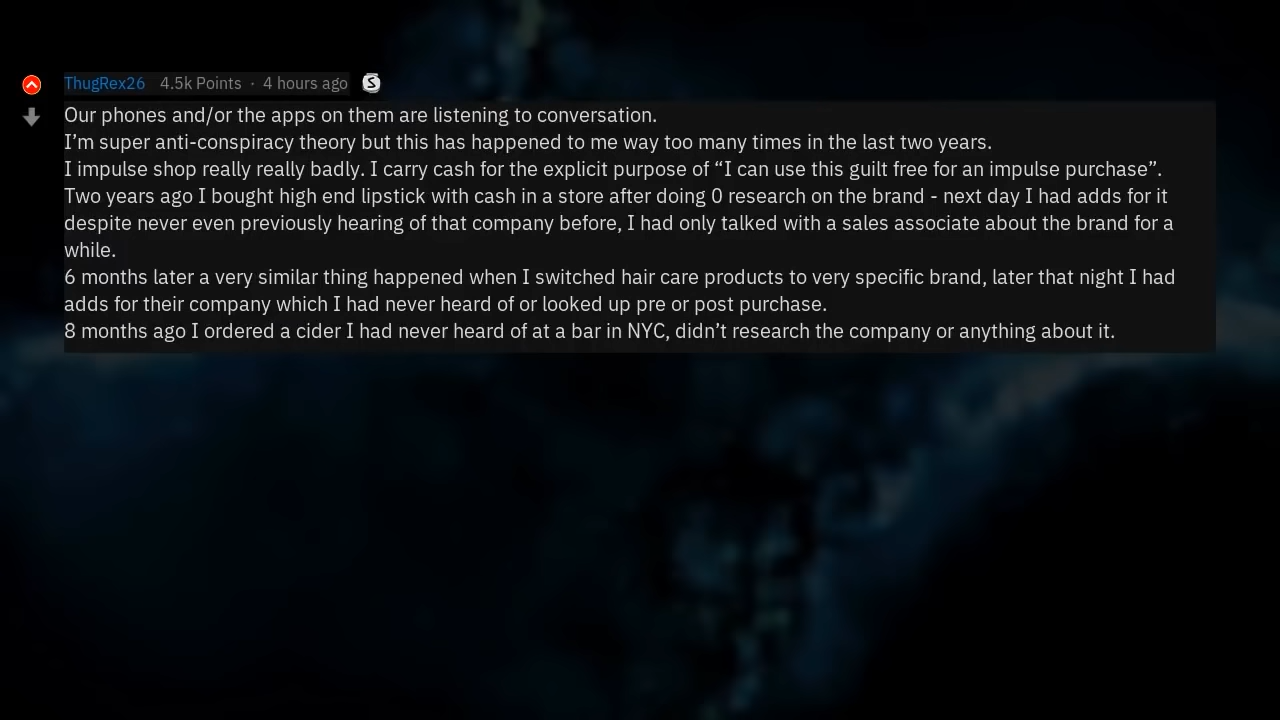 ThugRex26 4.5k Points · 4 hours ago S
Our phones and/or the apps on them are listening to conversation.
I’m super anti-conspiracy theory but this has happened to me way too many times in the last two years.
I impulse shop really really badly. I carry cash for the explicit purpose of “I can use this guilt free for an impulse purchase”.
Two years ago I bought high end lipstick with cash in a store after doing 0 research on the brand - next day I had adds for it
despite never even previously hearing of that company before, I had only talked with a sales associate about the brand for a
while.
6 months later a very similar thing happened when I switched hair care products to very specific brand, later that night I had
adds for their company which I had never heard of or looked up pre or post purchase.
8 months ago I ordered a cider I had never heard of at a bar in NYC, didn’t research the company or anything about it.